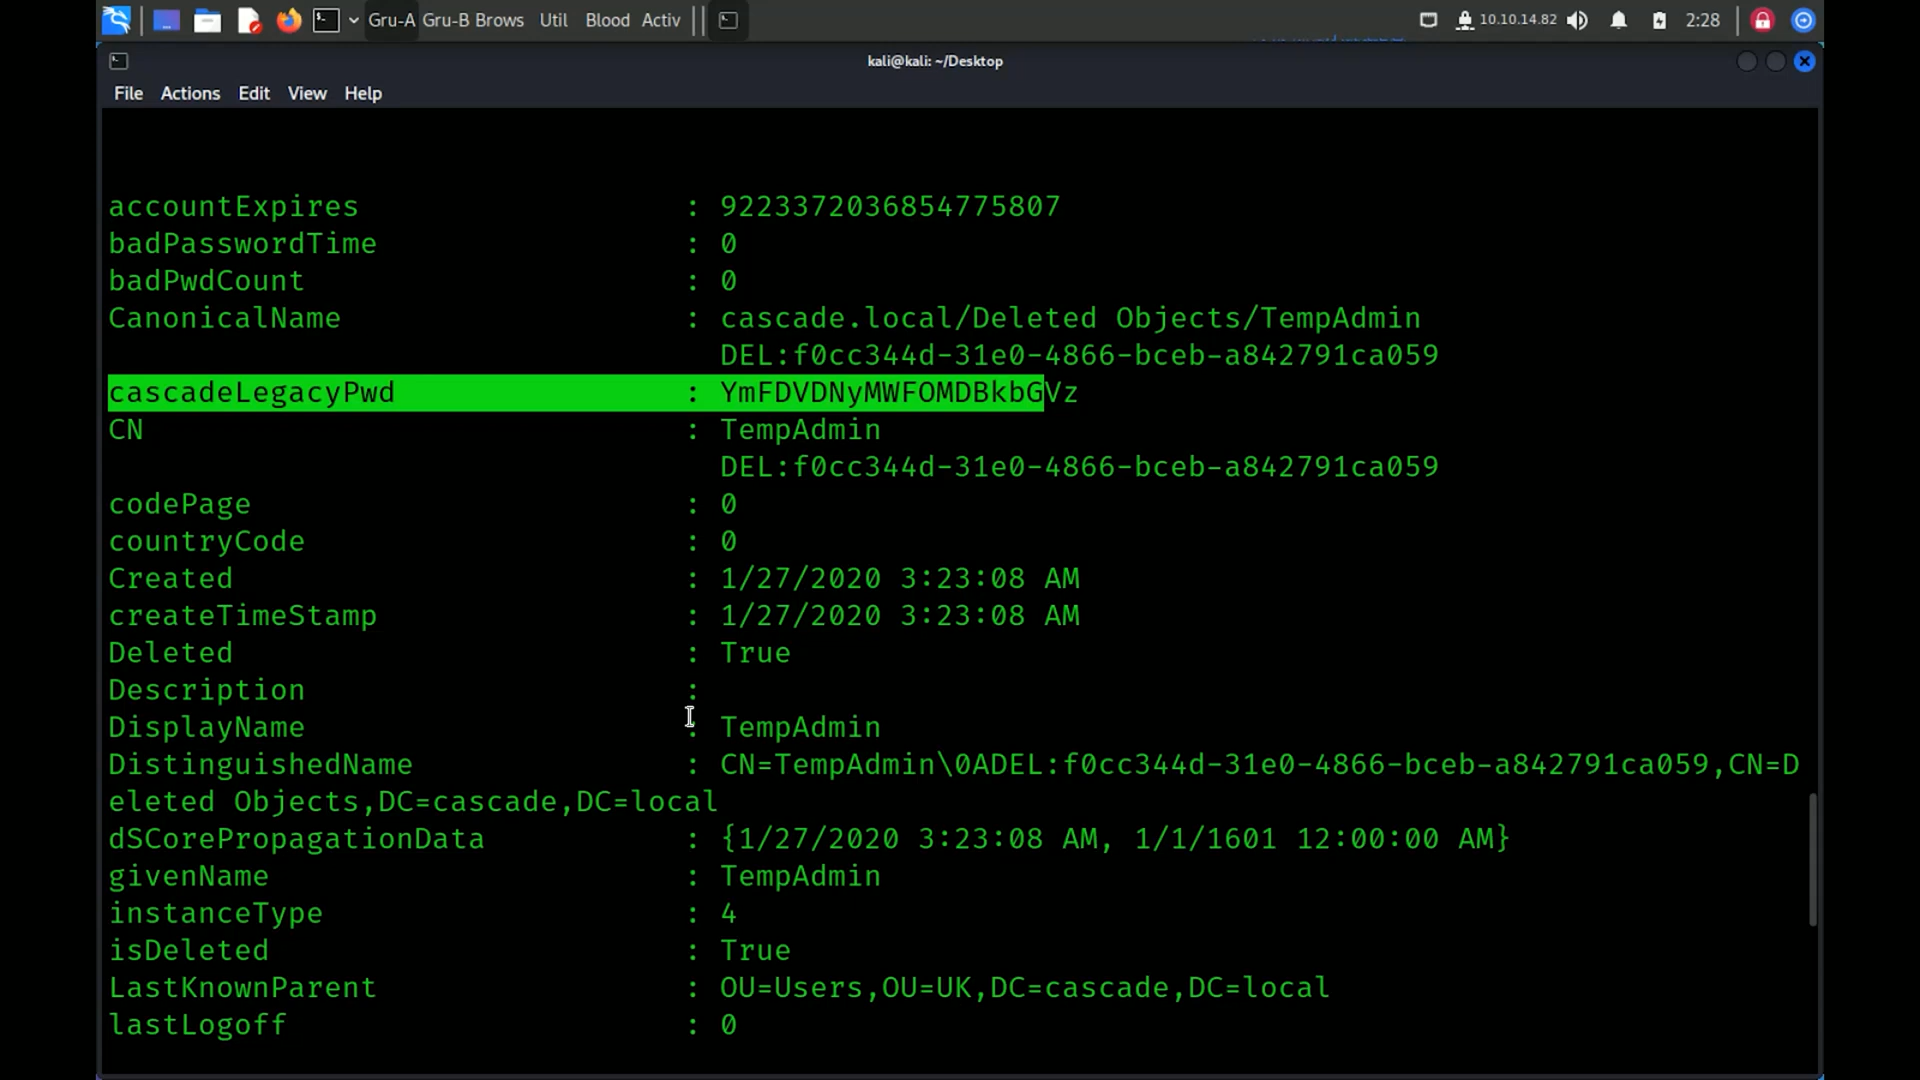 Gru-A Gru-B Brows Util Blood Activ 10.10.14.82 2:28
kali@kali: ~/Desktop
File Actions Edit View Help
accountExpires : 9223372036854775807
badPasswordTime : 0
badPwdCount : 0
CanonicalName : cascade.local/Deleted Objects/TempAdmin
DEL:f0cc344d-31e0-4866-bceb-a842791ca059
cascadeLegacyPwd : YmFDVDNyMWFOMDBkbGVz
CN : TempAdmin
DEL:f0cc344d-31e0-4866-bceb-a842791ca059
codePage : 0
countryCode : 0
Created : 1/27/2020 3:23:08 AM
createTimeStamp : 1/27/2020 3:23:08 AM
Deleted : True
Description :
DisplayName : TempAdmin
DistinguishedName : CN=TempAdmin\0ADEL:f0cc344d-31e0-4866-bceb-a842791ca059,CN=D
eleted Objects,DC=cascade,DC=local
dSCorePropagationData : {1/27/2020 3:23:08 AM, 1/1/1601 12:00:00 AM}
givenName : TempAdmin
instanceType : 4
isDeleted : True
LastKnownParent : OU=Users,OU=UK,DC=cascade,DC=local
lastLogoff : 0